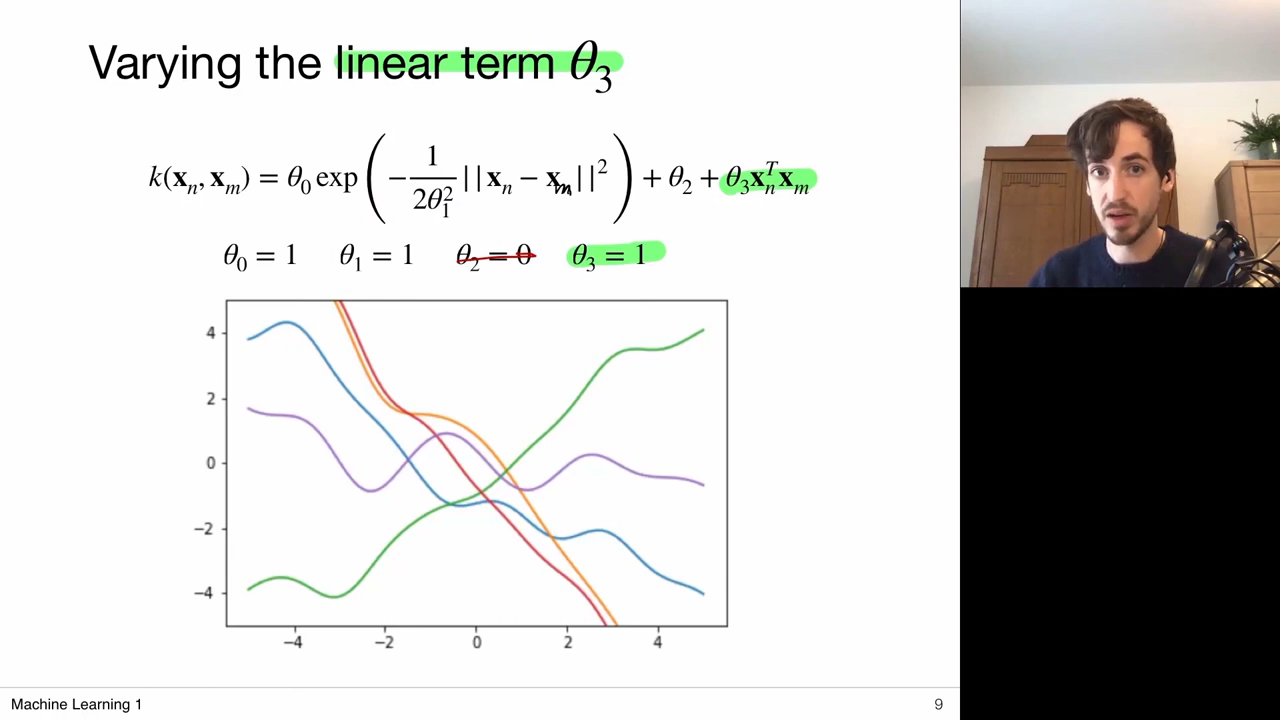 Varying the linear term θ₃
k(xₙ, xₘ) = θ₀ exp( −1/(2θ₁²) ||xₙ − xₘ||² ) + θ₂ + θ₃xₙᵀxₘ
θ₀ = 1 θ₁ = 1 θ₂ = 0 θ₃ = 1
4
2
0
−2
−4
−4 −2 0 2 4
Machine Learning 1 9